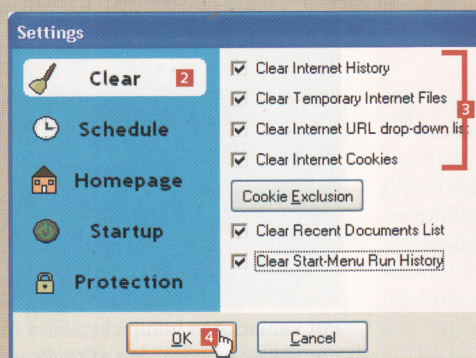 Settings
Clear 2
Schedule
Homepage
Startup
Protection
Clear Internet History
Clear Temporary Internet Files
3
Clear Internet URL drop-down list
Clear Internet Cookies
Cookie Exclusion
Clear Recent Documents List
Clear Start-Menu Run History
OK 4
Cancel